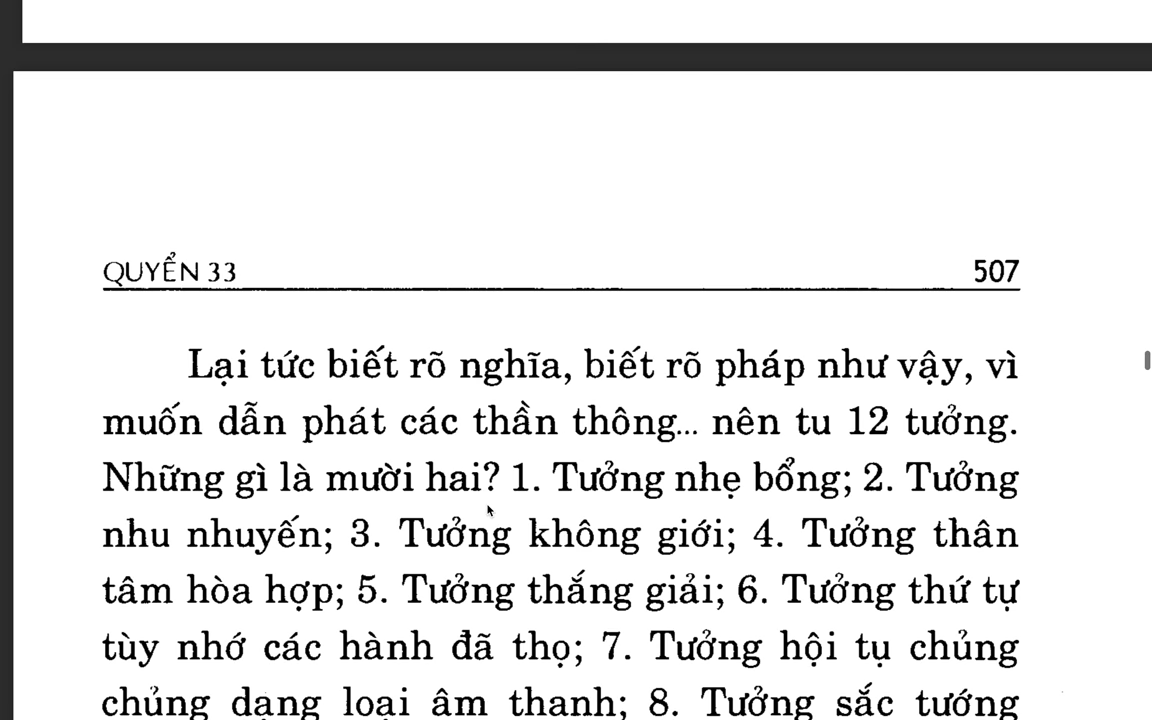 QUYỂN 33 507
Lại tức biết rõ nghĩa, biết rõ pháp như vậy, vì
muốn dẫn phát các thần thông... nên tu 12 tưởng.
Những gì là mười hai? 1. Tưởng nhẹ bổng; 2. Tưởng
nhu nhuyến; 3. Tưởng không giới; 4. Tưởng thân
tâm hòa hợp; 5. Tưởng thắng giải; 6. Tưởng thứ tự
tùy nhớ các hành đã thọ; 7. Tưởng hội tụ chủng
chủng dạng loại âm thanh; 8. Tưởng sắc tướng